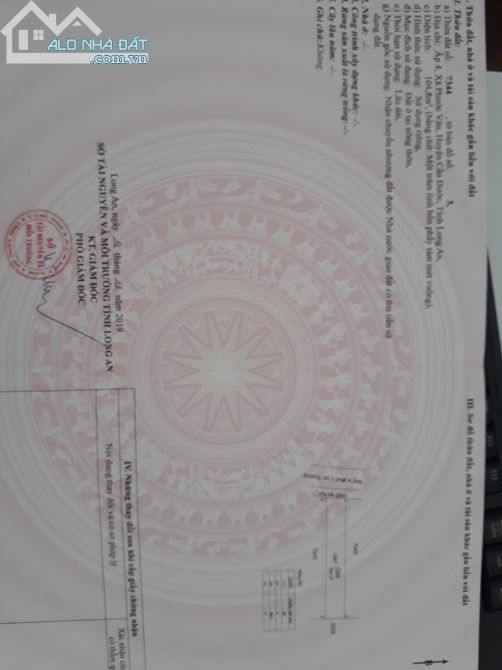 ALO NHÀ ĐẤT
Thửa đất, nhà ở và tài sản khác gắn liền với đất
1. Thửa đất:
a) Thửa đất số: 7344 tờ bản đồ số: 3,
b) Địa chỉ: Ấp 4, Xã Phước Vân, Huyện Cần Đước, Tỉnh Long An,
c) Diện tích: 104,8m², (bằng chữ: Một trăm linh bốn phẩy tám mét vuông),
d) Hình thức sử dụng: Sử dụng riêng,
đ) Mục đích sử dụng: Đất ở tại nông thôn,
e) Thời hạn sử dụng: Lâu dài,
g) Nguồn gốc sử dụng: Nhận chuyển nhượng đất được Nhà nước giao đất có thu tiền sử
dụng đất.
2. Nhà ở: -/-.
3. Công trình xây dựng khác: -/-.
4. Rừng sản xuất là rừng trồng: -/-.
5. Cây lâu năm: -/-.
6. Ghi chú: Không.
Long An, ngày tháng năm 2019
SỞ TÀI NGUYÊN VÀ MÔI TRƯỜNG TỈNH LONG AN
KT. GIÁM ĐỐC
PHÓ GIÁM ĐỐC
SỞ
TÀI NGUYÊN VÀ
MÔI TRƯỜNG
III. Sơ đồ thửa đất, nhà ở và tài sản khác gắn liền với đất
IV. Những thay đổi sau khi cấp giấy chứng nhận
Nội dung thay đổi và cơ sở pháp lý
Xác nhận của
có thẩm q